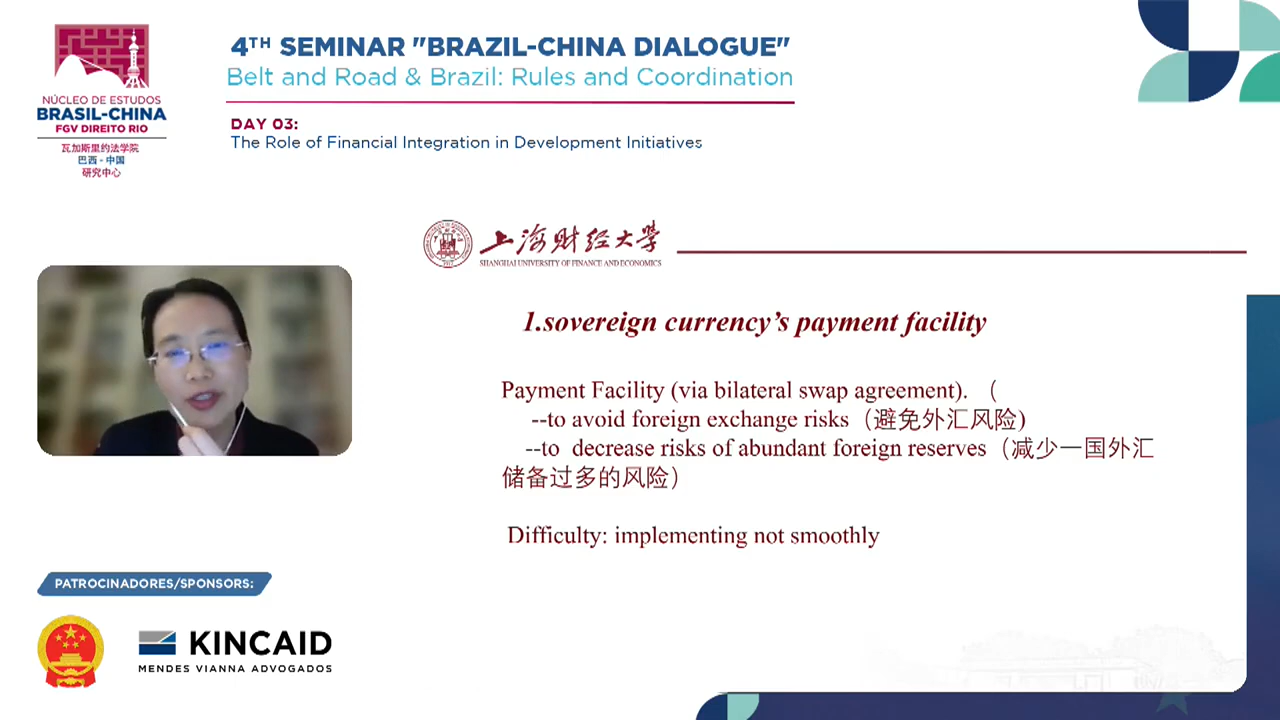 4TH SEMINAR "BRAZIL-CHINA DIALOGUE"
Belt and Road & Brazil: Rules and Coordination
DAY 03:
The Role of Financial Integration in Development Initiatives
NÚCLEO DE ESTUDOS
BRASIL-CHINA
FGV DIREITO RIO
瓦加斯里约法学院
巴西 - 中国
研究中心
上海财经大学
SHANGHAI UNIVERSITY OF FINANCE AND ECONOMICS
1.sovereign currency’s payment facility
Payment Facility (via bilateral swap agreement). （
--to avoid foreign exchange risks（避免外汇风险)
--to decrease risks of abundant foreign reserves（减少一国外汇
储备过多的风险）
Difficulty: implementing not smoothly
PATROCINADORES/SPONSORS:
KINCAID
MENDES VIANNA ADVOGADOS